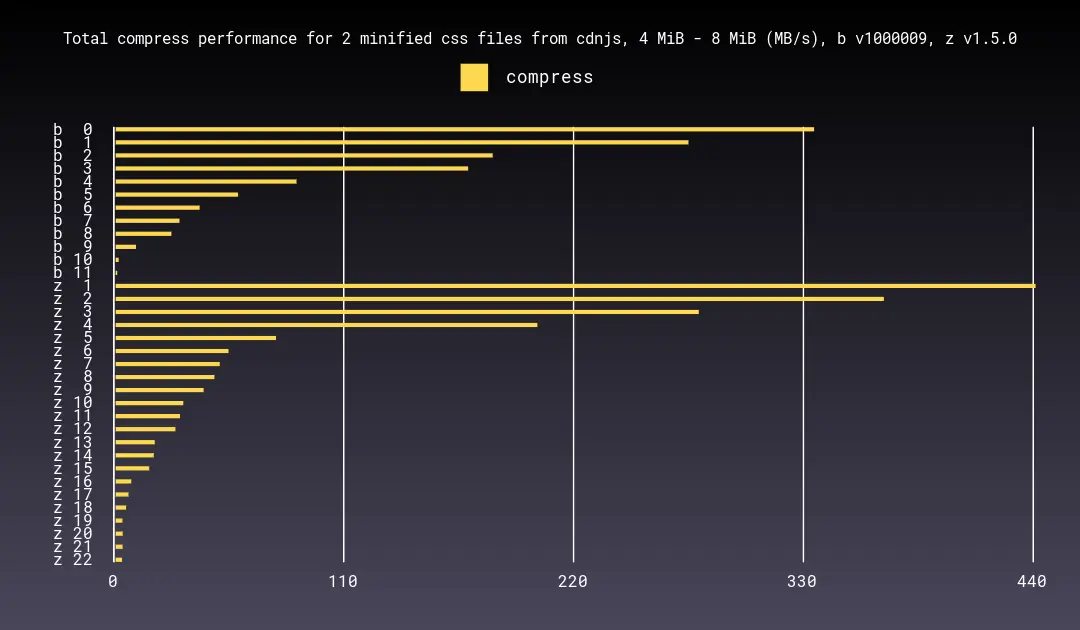 Total compress performance for 2 minified css files from cdnjs, 4 MiB - 8 MiB (MB/s), b v1000009, z v1.5.0
compress
b 0
b 1
b 2
b 3
b 4
b 5
b 6
b 7
b 8
b 9
b 10
b 11
z 1
z 2
z 3
z 4
z 5
z 6
z 7
z 8
z 9
z 10
z 11
z 12
z 13
z 14
z 15
z 16
z 17
z 18
z 19
z 20
z 21
z 22
0 110 220 330 440